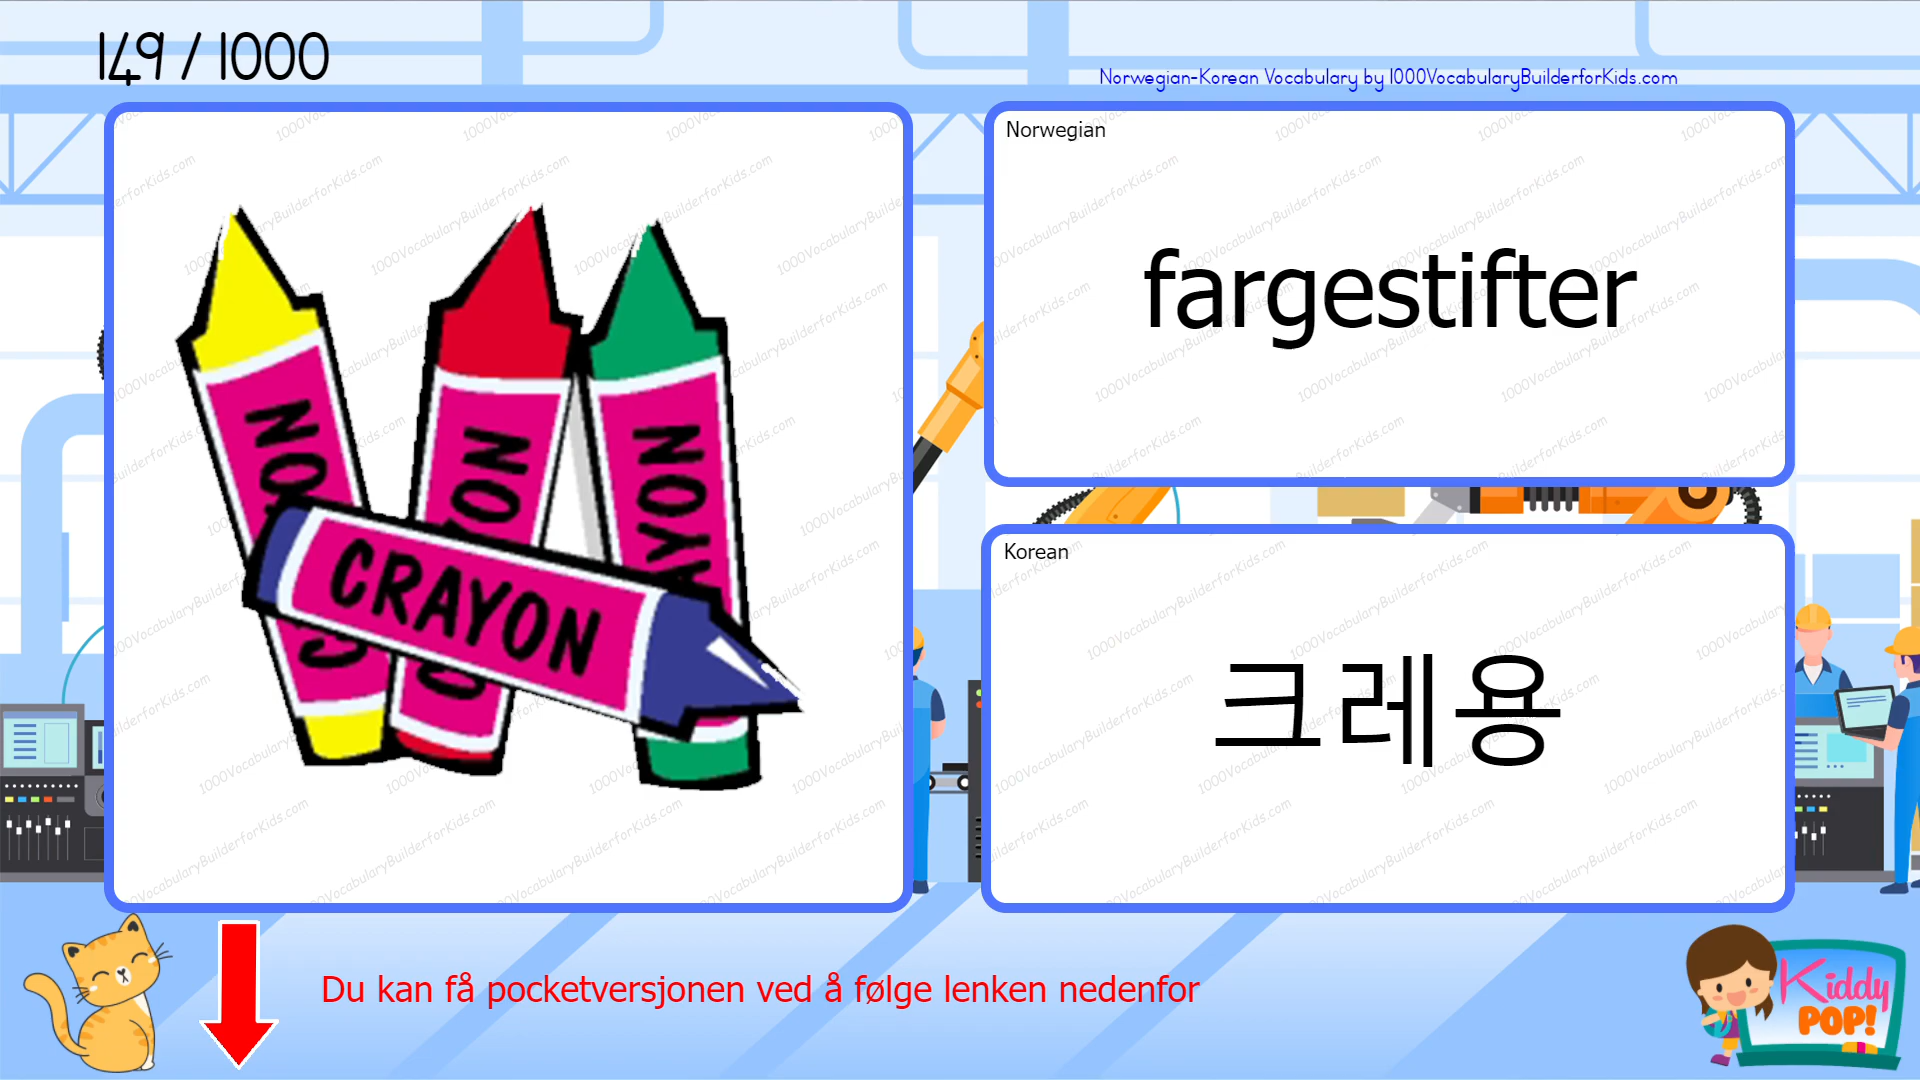 149 / 1000
Norwegian-Korean Vocabulary by 1000VocabularyBuilderforKids.com
Norwegian
fargestifter
Korean
크레용
CRAYON
Du kan få pocketversjonen ved å følge lenken nedenfor
Kiddy
POP!